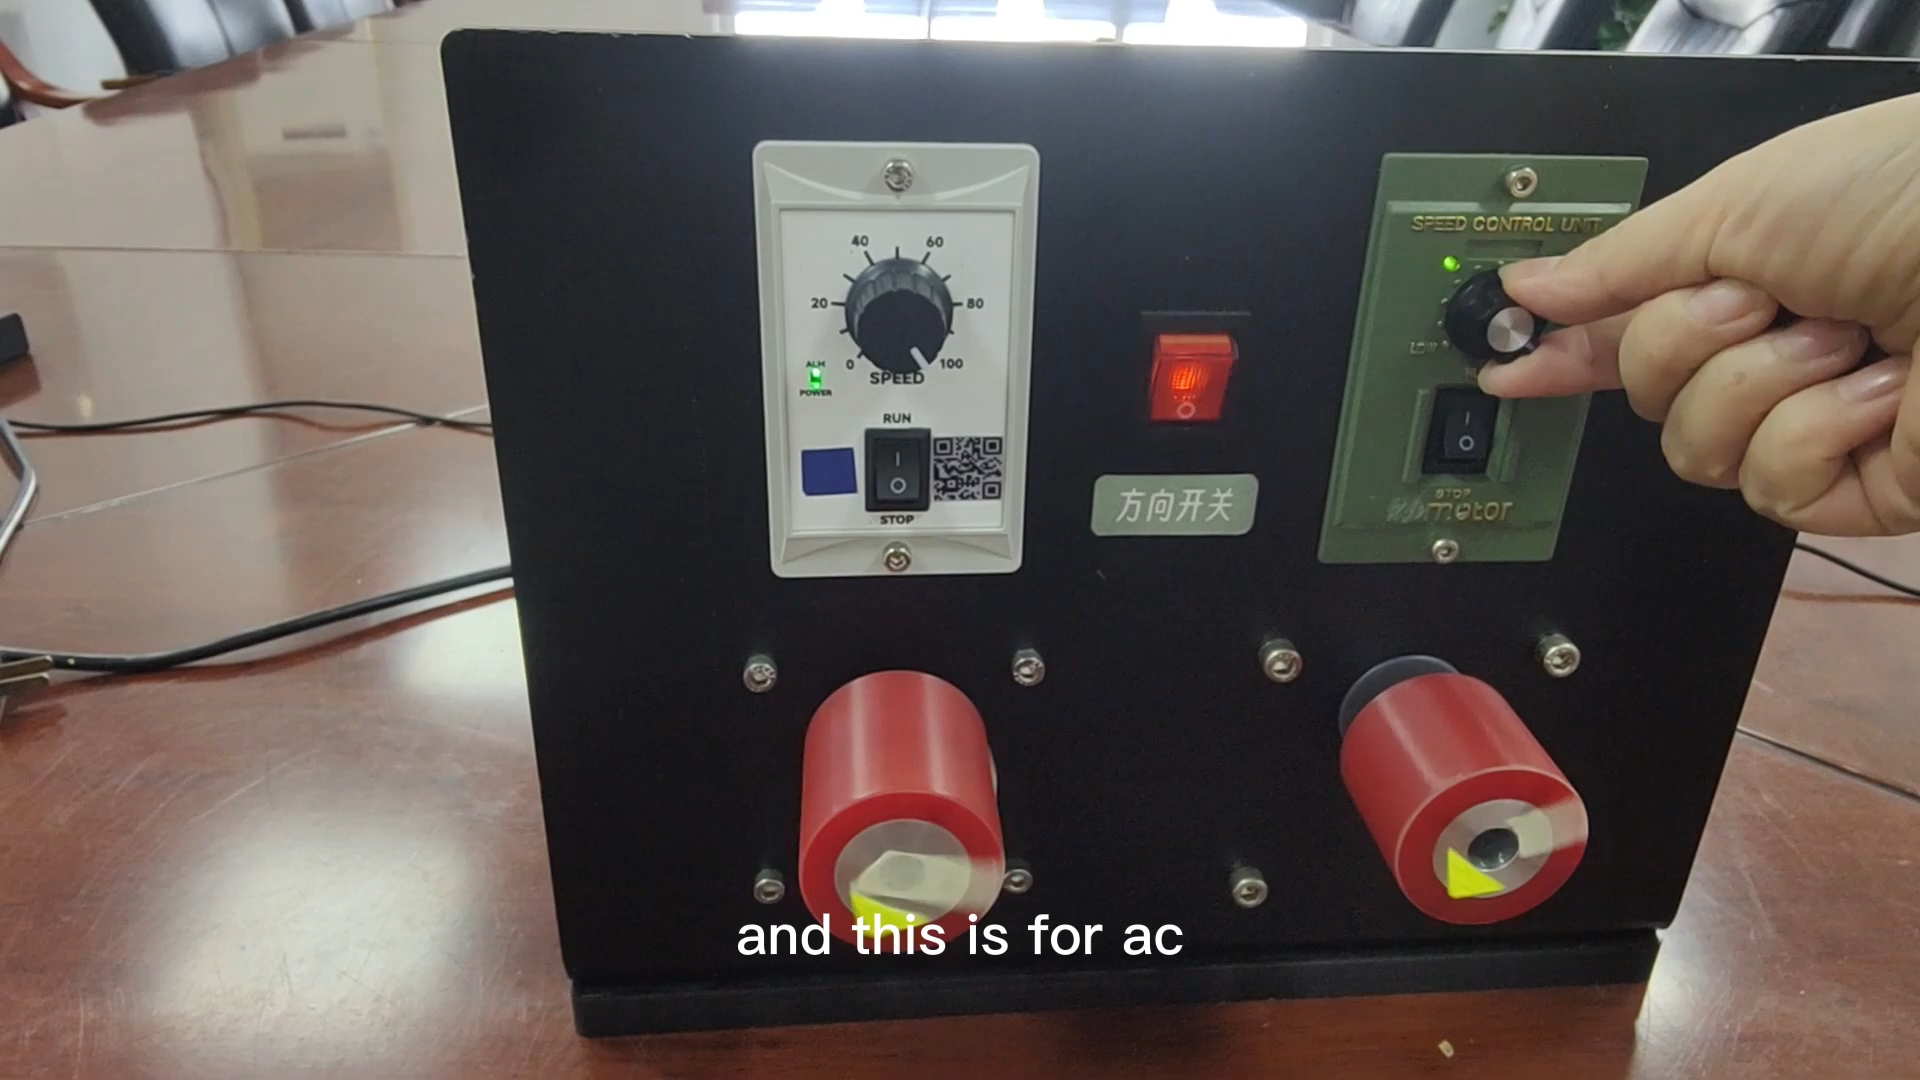 40 60
20 80
0 100
SPEED
ALM
POWER
RUN
STOP
方向开关
SPEED CONTROL UNIT
LOW
STOP
motor
and this is for ac